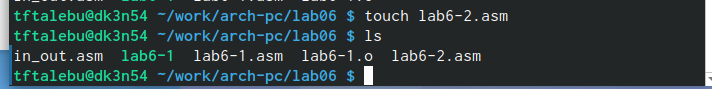 tftalebu@dk3n54 ~/work/arch-pc/lab06 $ touch lab6-2.asm
tftalebu@dk3n54 ~/work/arch-pc/lab06 $ ls
in_out.asm lab6-1 lab6-1.asm lab6-1.o lab6-2.asm
tftalebu@dk3n54 ~/work/arch-pc/lab06 $